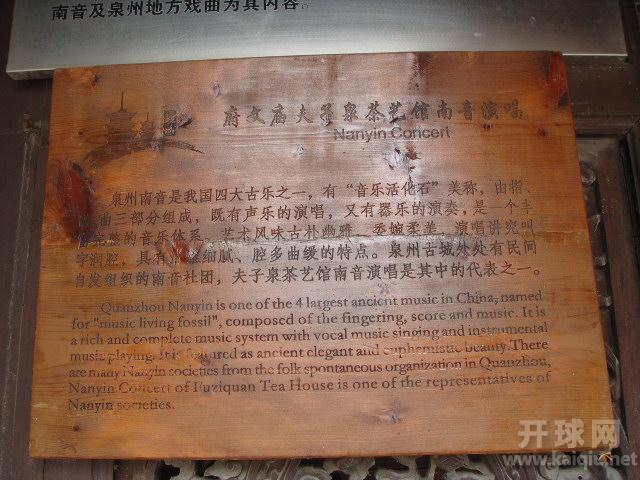 南音及泉州地方戏曲为其内容。
府文庙夫子泉茶艺馆南音演唱
Nanyin Concert
泉州南音是我国四大古乐之一，有“音乐活化石”美称，由指、
曲三部分组成，既有声乐的演唱，又有器乐的演奏，是一个丰
完整的音乐体系。艺术风味古朴幽雅、委婉柔美。演唱讲究叫
字润腔，具有 细腻、腔多曲缓的特点。泉州古城处处有民间
自发组织的南音社团，夫子泉茶艺馆南音演唱是其中的代表之一。
Quanzhou Nanyin is one of the 4 largest ancient music in China, named
for "music living fossil", composed of the fingering, score and music. It is
a rich and complete music system with vocal music singing and instrumental
music playing. It is featured as ancient elegant and euphemistic beauty. There
are many Nanyin societies from the folk spontaneous organization in Quanzhou,
Nanyin Concert of Fuziquan Tea House is one of the representatives of
Nanyin societies.
开球网
www.kaiqiu.net